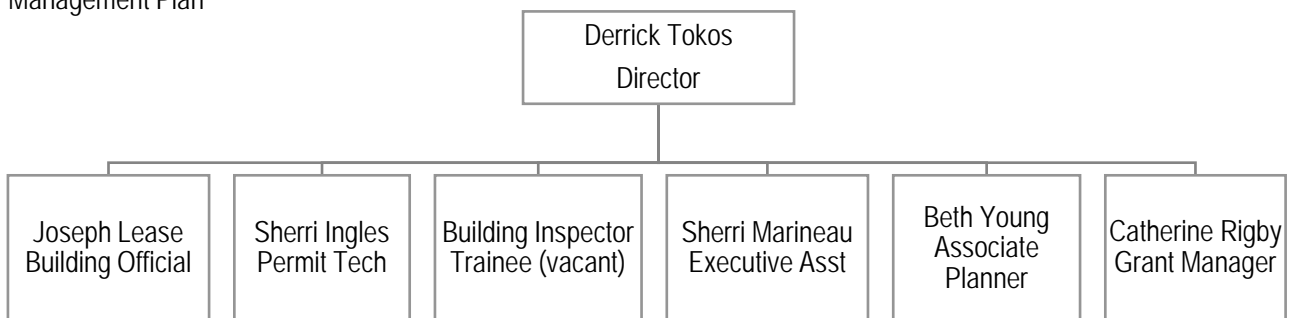 Management Plan
Derrick Tokos
Director
Joseph Lease
Building Official
Sherri Ingles
Permit Tech
Building Inspector
Trainee (vacant)
Sherri Marineau
Executive Asst
Beth Young
Associate
Planner
Catherine Rigby
Grant Manager